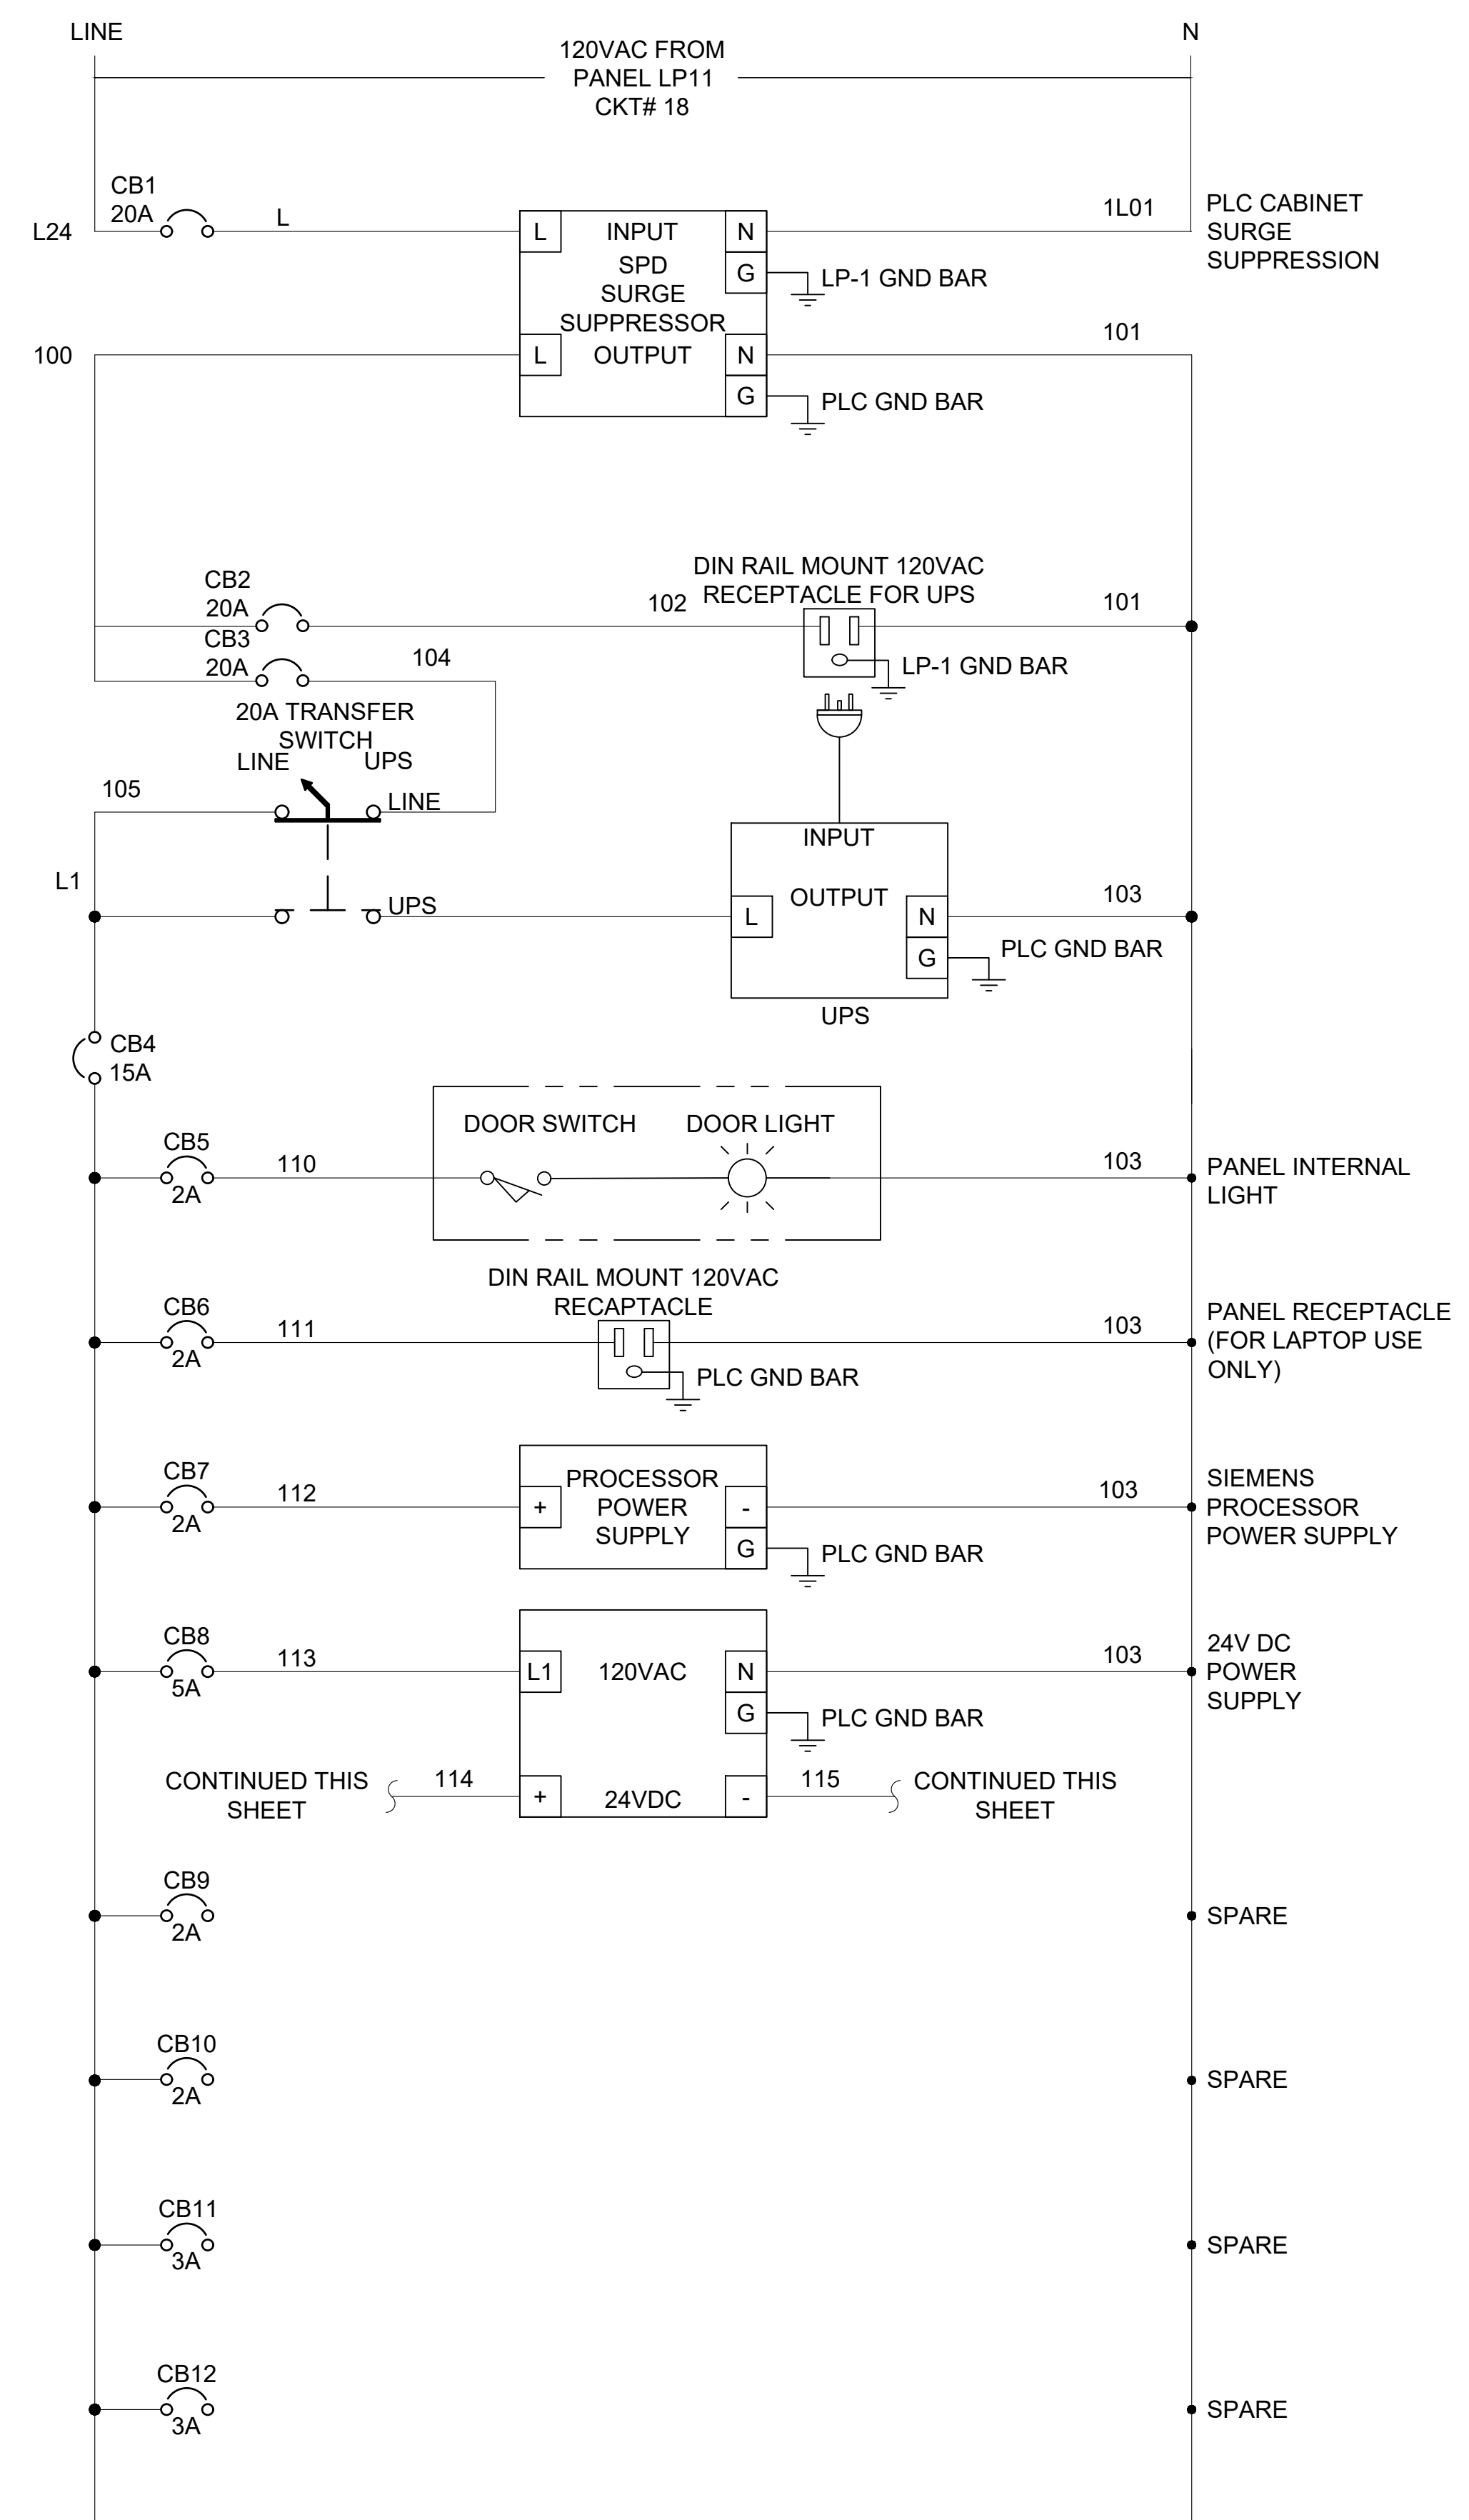 LINE
N
120VAC FROM
PANEL LP11
CKT# 18
CB1
20A
L
L24
L
INPUT
N
1L01
PLC CABINET
SURGE
SUPPRESSION
SPD
SURGE
SUPPRESSOR
G
LP-1 GND BAR
100
L
OUTPUT
N
101
G
PLC GND BAR
DIN RAIL MOUNT 120VAC
RECEPTACLE FOR UPS
CB2
20A
102
101
CB3
20A
104
LP-1 GND BAR
20A TRANSFER
SWITCH
LINE
UPS
105
LINE
INPUT
L1
UPS
OUTPUT
L
N
103
G
PLC GND BAR
UPS
CB4
15A
DOOR SWITCH
DOOR LIGHT
CB5
2A
110
103
PANEL INTERNAL
LIGHT
DIN RAIL MOUNT 120VAC
RECAPTACLE
CB6
2A
111
103
PANEL RECEPTACLE
(FOR LAPTOP USE
ONLY)
PLC GND BAR
CB7
2A
112
+
PROCESSOR
POWER
SUPPLY
-
G
103
SIEMENS
PROCESSOR
POWER SUPPLY
PLC GND BAR
CB8
5A
113
L1
120VAC
N
103
24V DC
POWER
SUPPLY
G
PLC GND BAR
CONTINUED THIS
SHEET
114
+
24VDC
-
115
CONTINUED THIS
SHEET
CB9
2A
SPARE
CB10
2A
SPARE
CB11
3A
SPARE
CB12
3A
SPARE